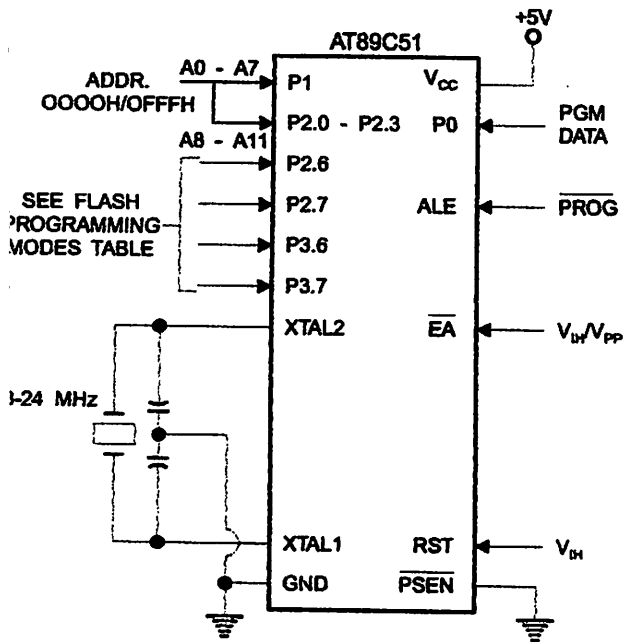 +5V
AT89C51
ADDR.
OOOOH/OFFFH
A0 - A7
P1
VCC
P2.0 - P2.3
P0
PGM
DATA
A8 - A11
P2.6
SEE FLASH
PROGRAMMING
MODES TABLE
P2.7
ALE
PROG
P3.6
P3.7
XTAL2
EA
VIH/VPP
3-24 MHz
XTAL1
RST
VIH
GND
PSEN